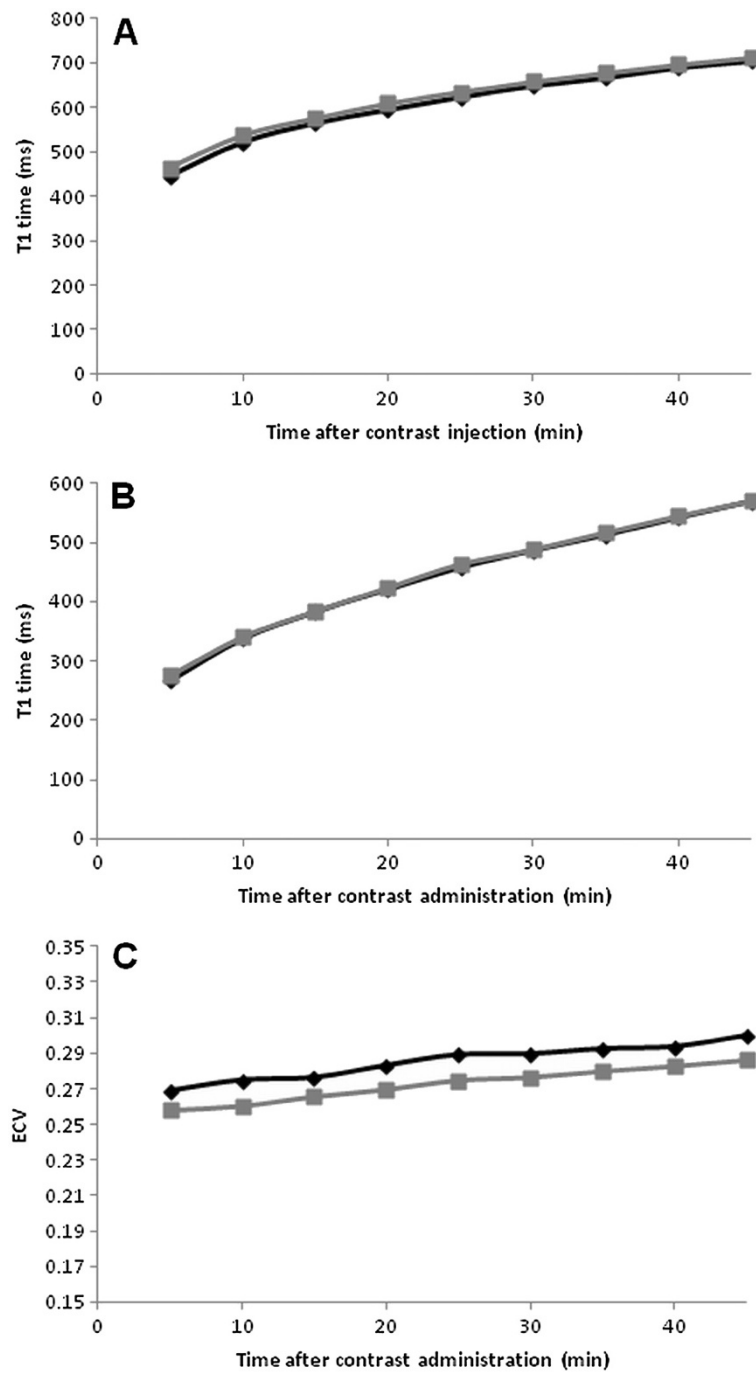 A
800
700
600
500
400
300
200
100
0
T1 time (ms)
0 10 20 30 40
Time after contrast injection (min)
B
600
500
400
300
200
100
0
T1 time (ms)
0 10 20 30 40
Time after contrast administration (min)
C
0.35
0.33
0.31
0.29
0.27
0.25
0.23
0.21
0.19
0.17
0.15
ECV
0 10 20 30 40
Time after contrast administration (min)